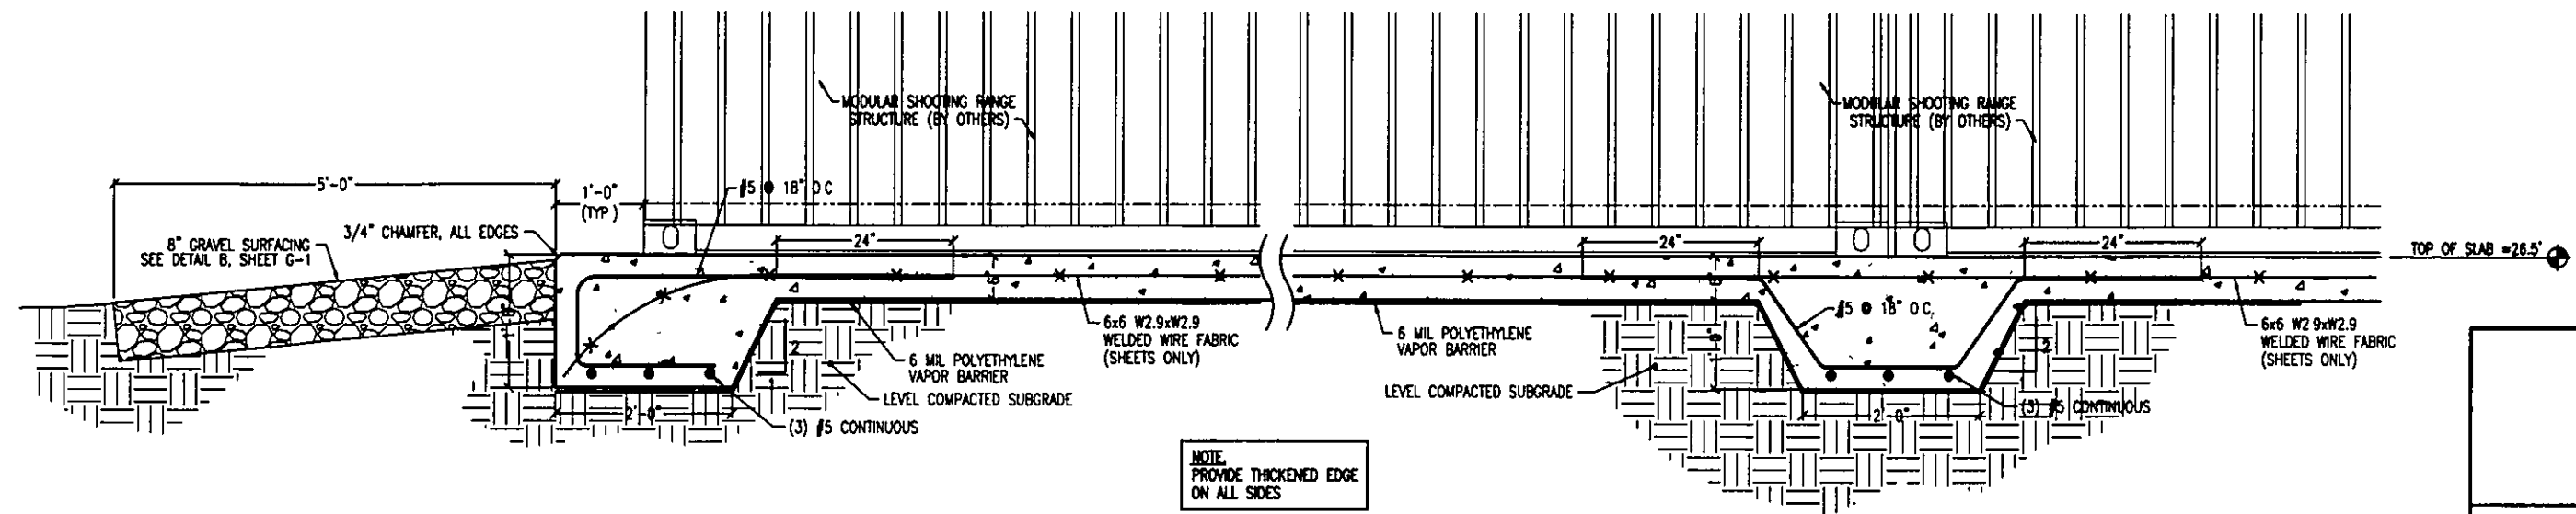 MODULAR SHOOTING RANGE
STRUCTURE (BY OTHERS)
MODULAR SHOOTING RANGE
STRUCTURE (BY OTHERS)
5'-0"
1'-0"
(TYP)
#5 @ 18" O C
3/4" CHAMFER, ALL EDGES
8" GRAVEL SURFACING
SEE DETAIL B, SHEET G-1
24"
24"
24"
TOP OF SLAB =26.5'
#5 @ 18" O C
6x6 W2.9xW2.9
WELDED WIRE FABRIC
(SHEETS ONLY)
6 MIL POLYETHYLENE
VAPOR BARRIER
6x6 W2 9xW2.9
WELDED WIRE FABRIC
(SHEETS ONLY)
2
2
6 MIL POLYETHYLENE
VAPOR BARRIER
LEVEL COMPACTED SUBGRADE
LEVEL COMPACTED SUBGRADE
2'-0"
(3) #5 CONTINUOUS
2'-0"
(3) #5 CONTINUOUS
NOTE
PROVIDE THICKENED EDGE
ON ALL SIDES